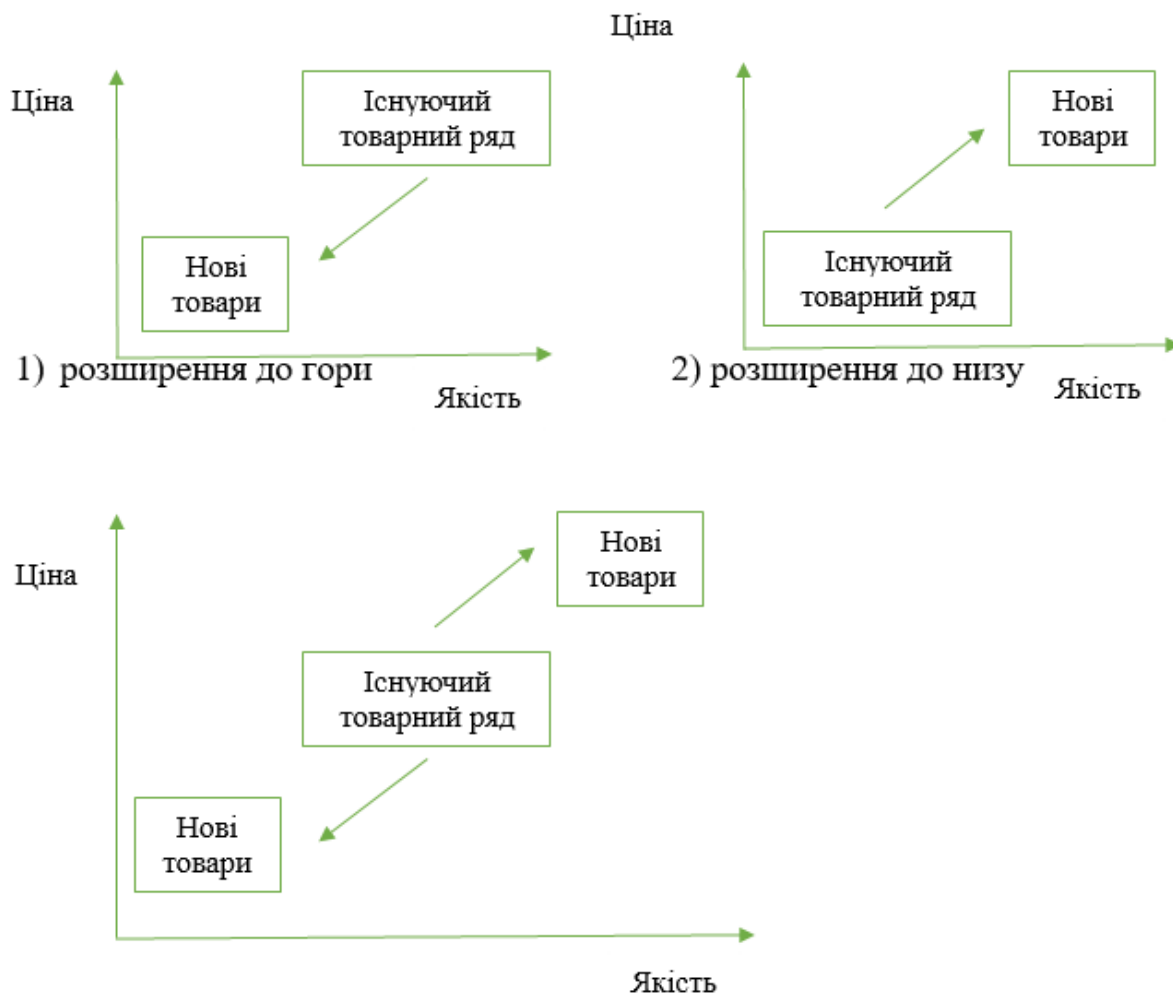 Ціна
Ціна
Існуючий
товарний ряд
Нові
товари
Нові
товари
Існуючий
товарний ряд
1) розширення до гори
Якість
2) розширення до низу
Якість
Ціна
Нові
товари
Існуючий
товарний ряд
Нові
товари
Якість